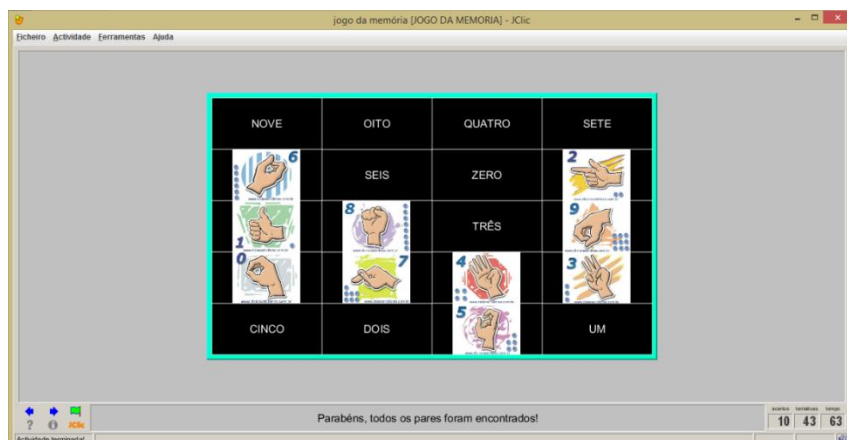 jogo da memória [JOGO DA MEMORIA] - JClic
Ficheiro Actividade Ferramentas Ajuda
NOVE OITO QUATRO SETE
6 SEIS ZERO 2
1 8 TRÊS 9
0 7 4 3
CINCO DOIS 5 UM
Parabéns, todos os pares foram encontrados!
acertos tentativas tempo
10 43 63
? JClic
Actividade terminada!